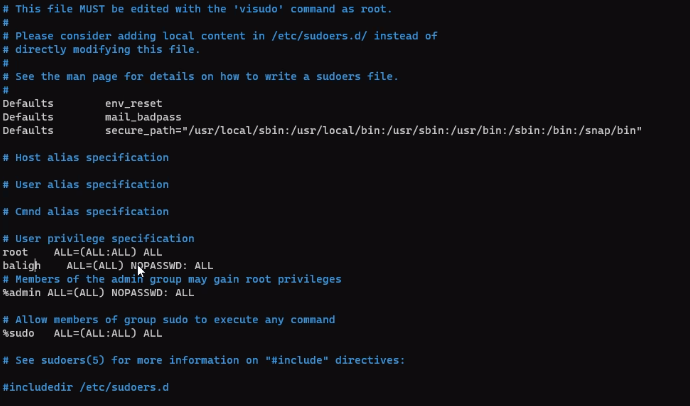 # This file MUST be edited with the 'visudo' command as root.
#
# Please consider adding local content in /etc/sudoers.d/ instead of
# directly modifying this file.
#
# See the man page for details on how to write a sudoers file.
#
Defaults        env_reset
Defaults        mail_badpass
Defaults        secure_path="/usr/local/sbin:/usr/local/bin:/usr/sbin:/usr/bin:/sbin:/bin:/snap/bin"
# Host alias specification
# User alias specification
# Cmnd alias specification
# User privilege specification
root    ALL=(ALL:ALL) ALL
baligh    ALL=(ALL) NOPASSWD: ALL
# Members of the admin group may gain root privileges
%admin ALL=(ALL) NOPASSWD: ALL
# Allow members of group sudo to execute any command
%sudo   ALL=(ALL:ALL) ALL
# See sudoers(5) for more information on "#include" directives:
#includedir /etc/sudoers.d